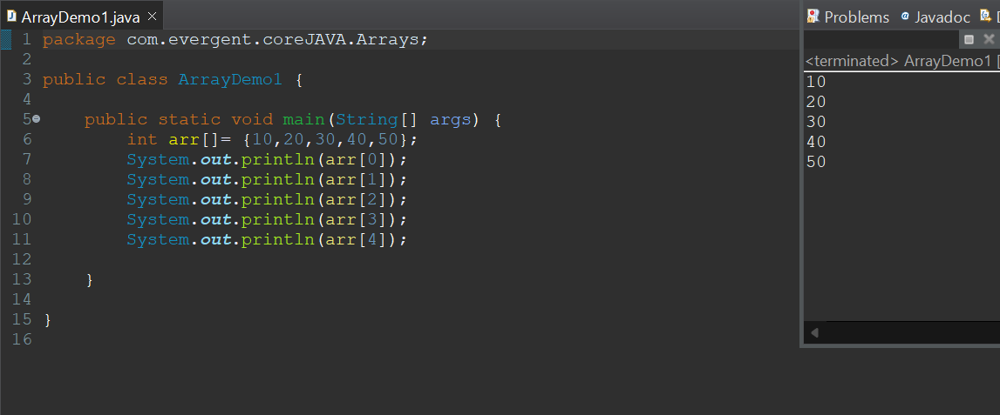 ArrayDemo1.java
1 package com.evergent.coreJAVA.Arrays;
2
3 public class ArrayDemo1 {
4
5     public static void main(String[] args) {
6         int arr[]= {10,20,30,40,50};
7         System.out.println(arr[0]);
8         System.out.println(arr[1]);
9         System.out.println(arr[2]);
10         System.out.println(arr[3]);
11         System.out.println(arr[4]);
12
13     }
14
15 }
16
Problems Javadoc
<terminated> ArrayDemo1 [
10
20
30
40
50